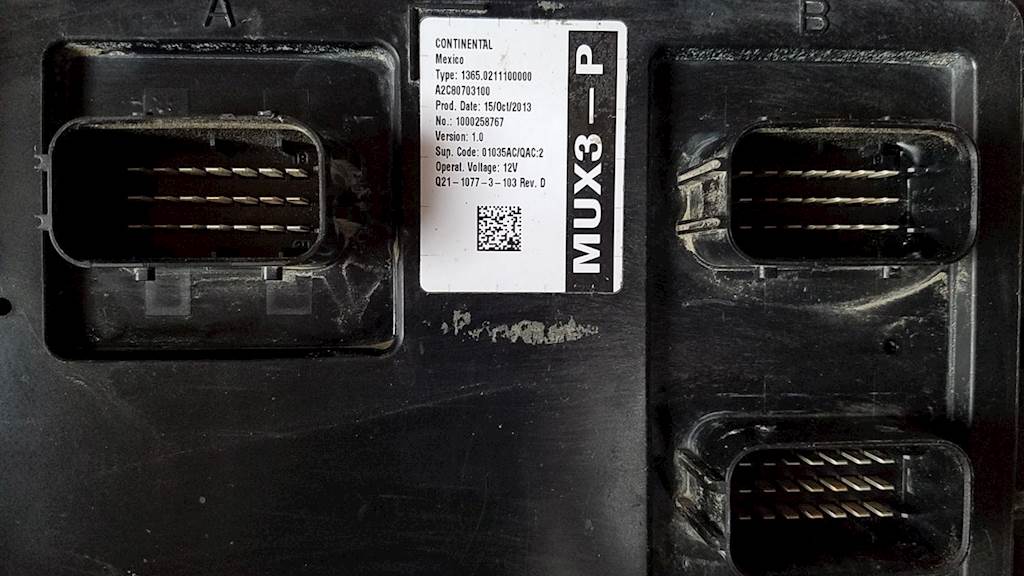 A
B
CONTINENTAL
Mexico
Type: 1365.0211100000
A2C80703100
Prod. Date: 15/Oct/2013
No.: 1000258767
Version: 1.0
Sup. Code: 01035AC/QAC:2
Operat. Voltage: 12V
Q21-1077-3-103 Rev. D
MUX3-P